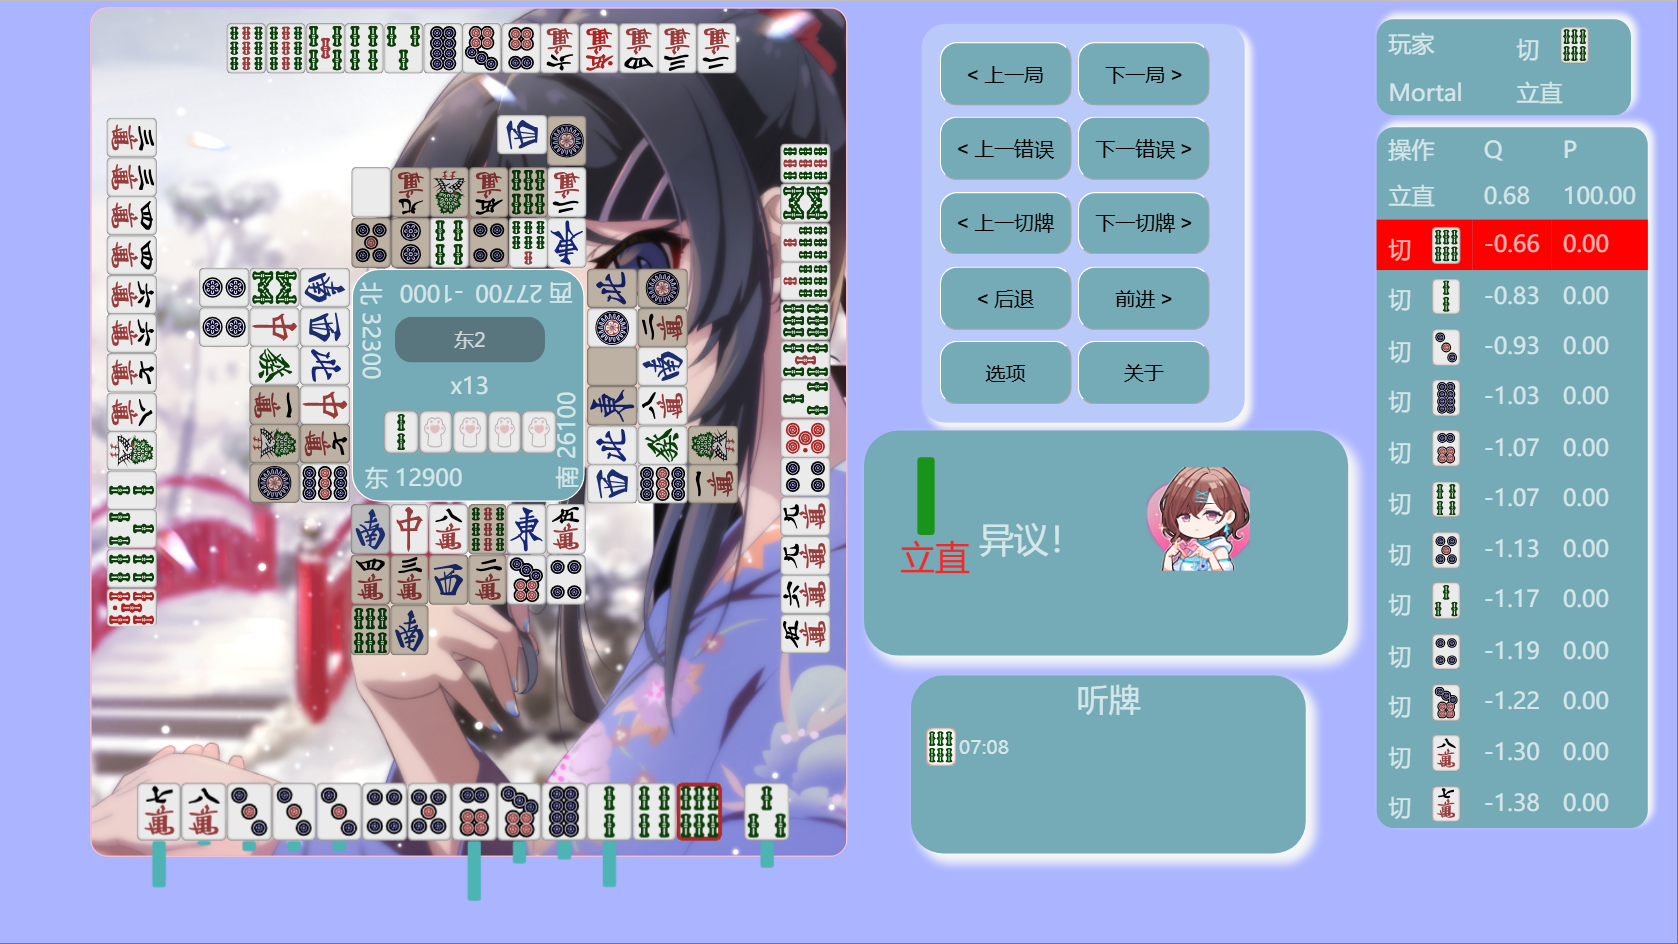 < 上一局
下一局 >
< 上一错误
下一错误 >
< 上一切牌
下一切牌 >
< 后退
前进 >
选项
关于
玩家 切
Mortal 立直
操作 Q P
立直 0.68 100.00
切 -0.66 0.00
切 -0.83 0.00
切 -0.93 0.00
切 -1.03 0.00
切 -1.07 0.00
切 -1.07 0.00
切 -1.13 0.00
切 -1.17 0.00
切 -1.19 0.00
切 -1.22 0.00
切 -1.30 0.00
切 -1.38 0.00
西 27700 -1000
北 32300
东2
x13
南 26100
东 12900
立直 异议!
听牌
07:08